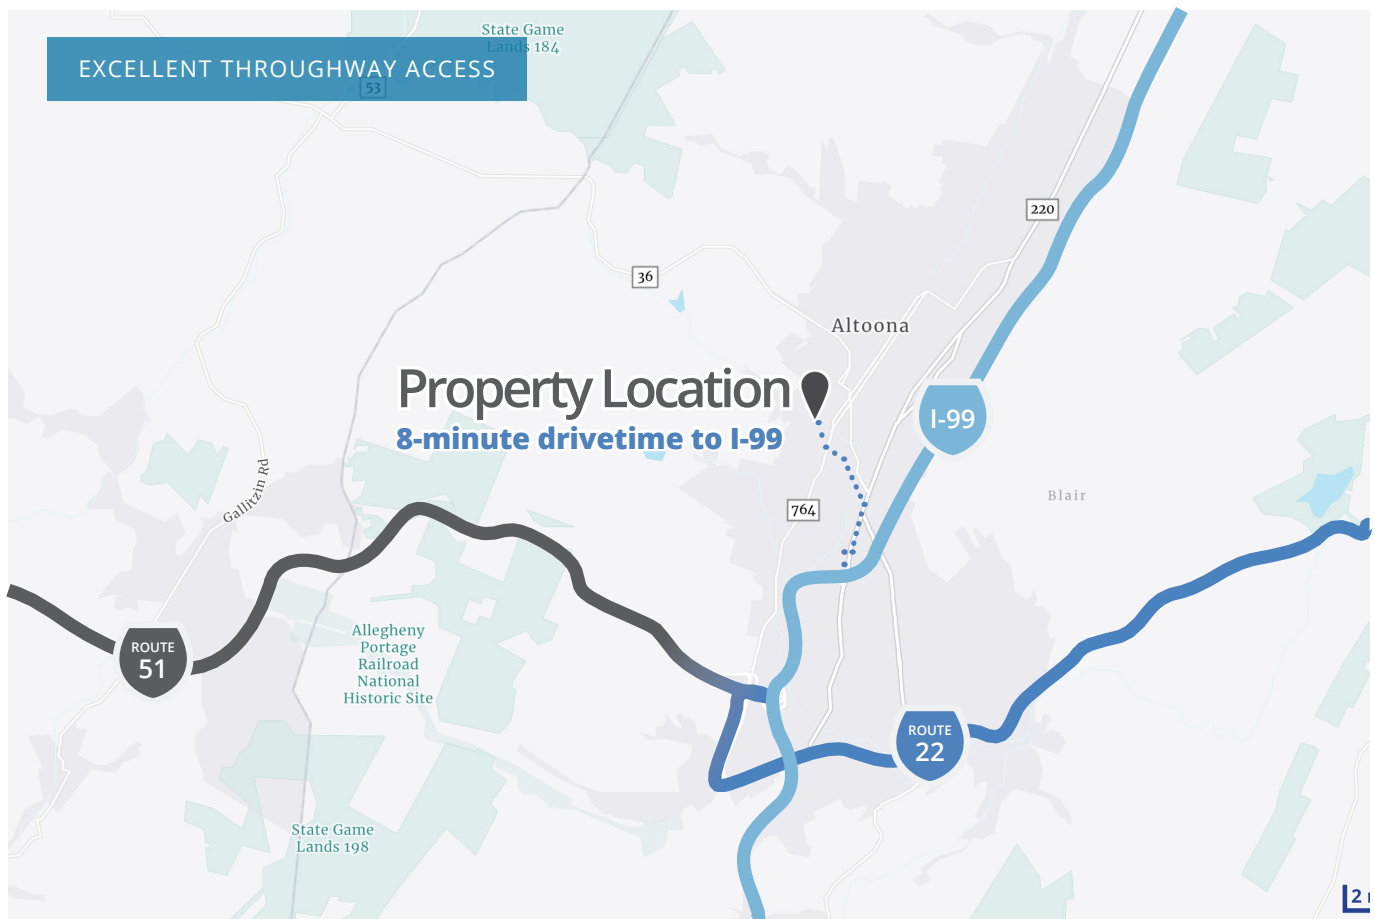 State Game
Lands 184
EXCELLENT THROUGHWAY ACCESS
53
220
36
Altoona
Property Location
8-minute drivetime to I-99
I-99
Gallitzin Rd
764
Blair
ROUTE
51
Allegheny
Portage
Railroad
National
Historic Site
ROUTE
22
State Game
Lands 198
2